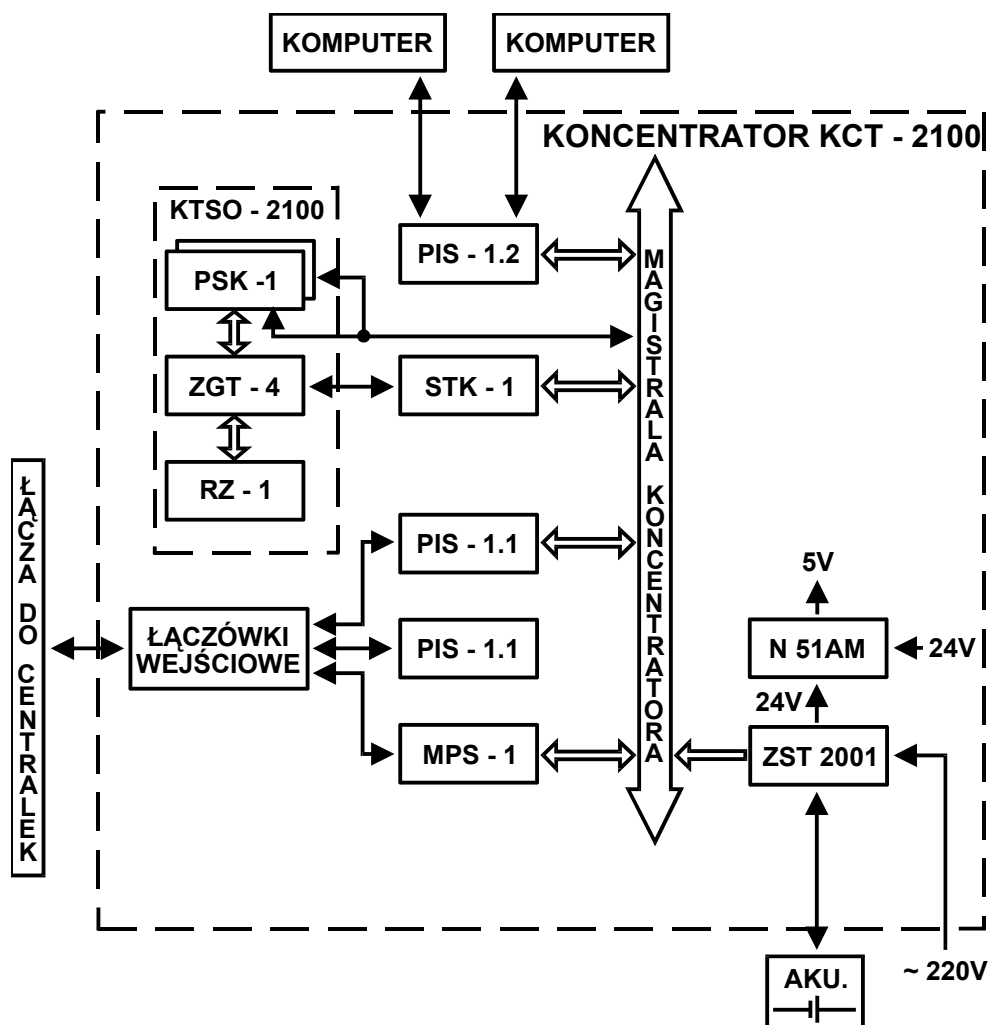 KOMPUTER
KOMPUTER
KONCENTRATOR KCT - 2100
KTSO - 2100
PSK -1
PIS - 1.2
ZGT - 4
STK - 1
RZ - 1
PIS - 1.1
ŁĄCZÓWKI
WEJŚCIOWE
PIS - 1.1
MPS - 1
MAGISTRALA KONCENTRATORA
ŁĄCZA DO CENTRALEK
5V
N 51AM
24V
24V
ZST 2001
AKU.
~ 220V